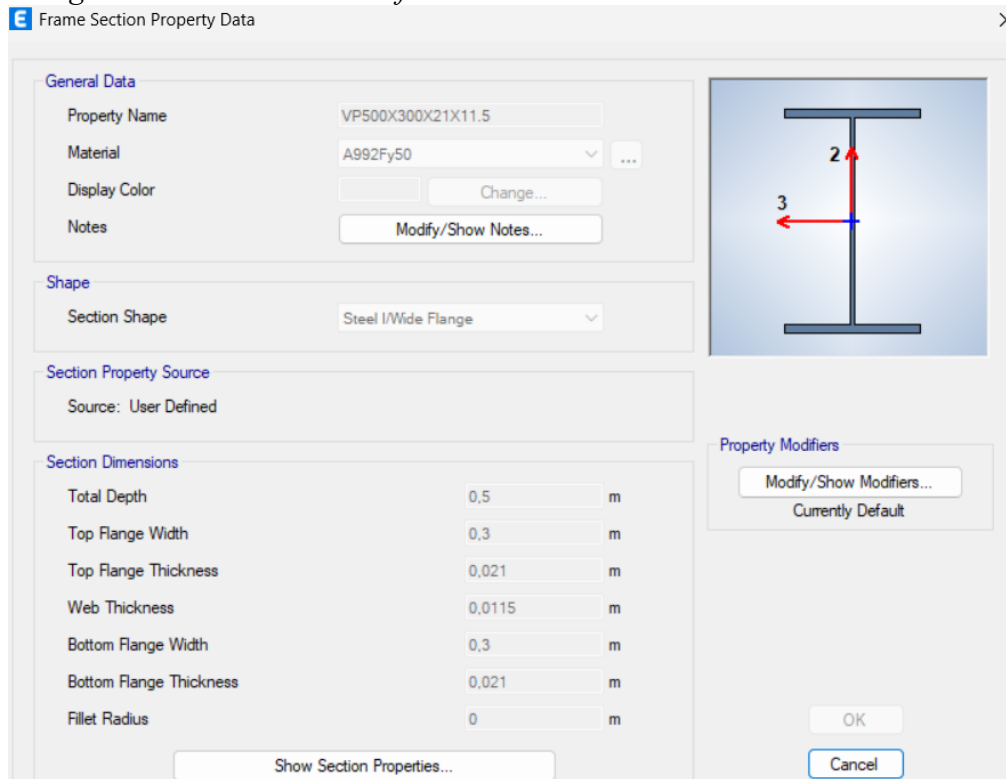 E Frame Section Property Data
General Data
Property Name VP500X300X21X11.5
Material A992Fy50 ...
Display Color Change...
Notes Modify/Show Notes...
Shape
Section Shape Steel I/Wide Flange
Section Property Source
Source: User Defined
Section Dimensions
Total Depth 0,5 m
Top Flange Width 0,3 m
Top Flange Thickness 0,021 m
Web Thickness 0,0115 m
Bottom Flange Width 0,3 m
Bottom Flange Thickness 0,021 m
Fillet Radius 0 m
Show Section Properties...
2
3
Property Modifiers
Modify/Show Modifiers...
Currently Default
OK
Cancel